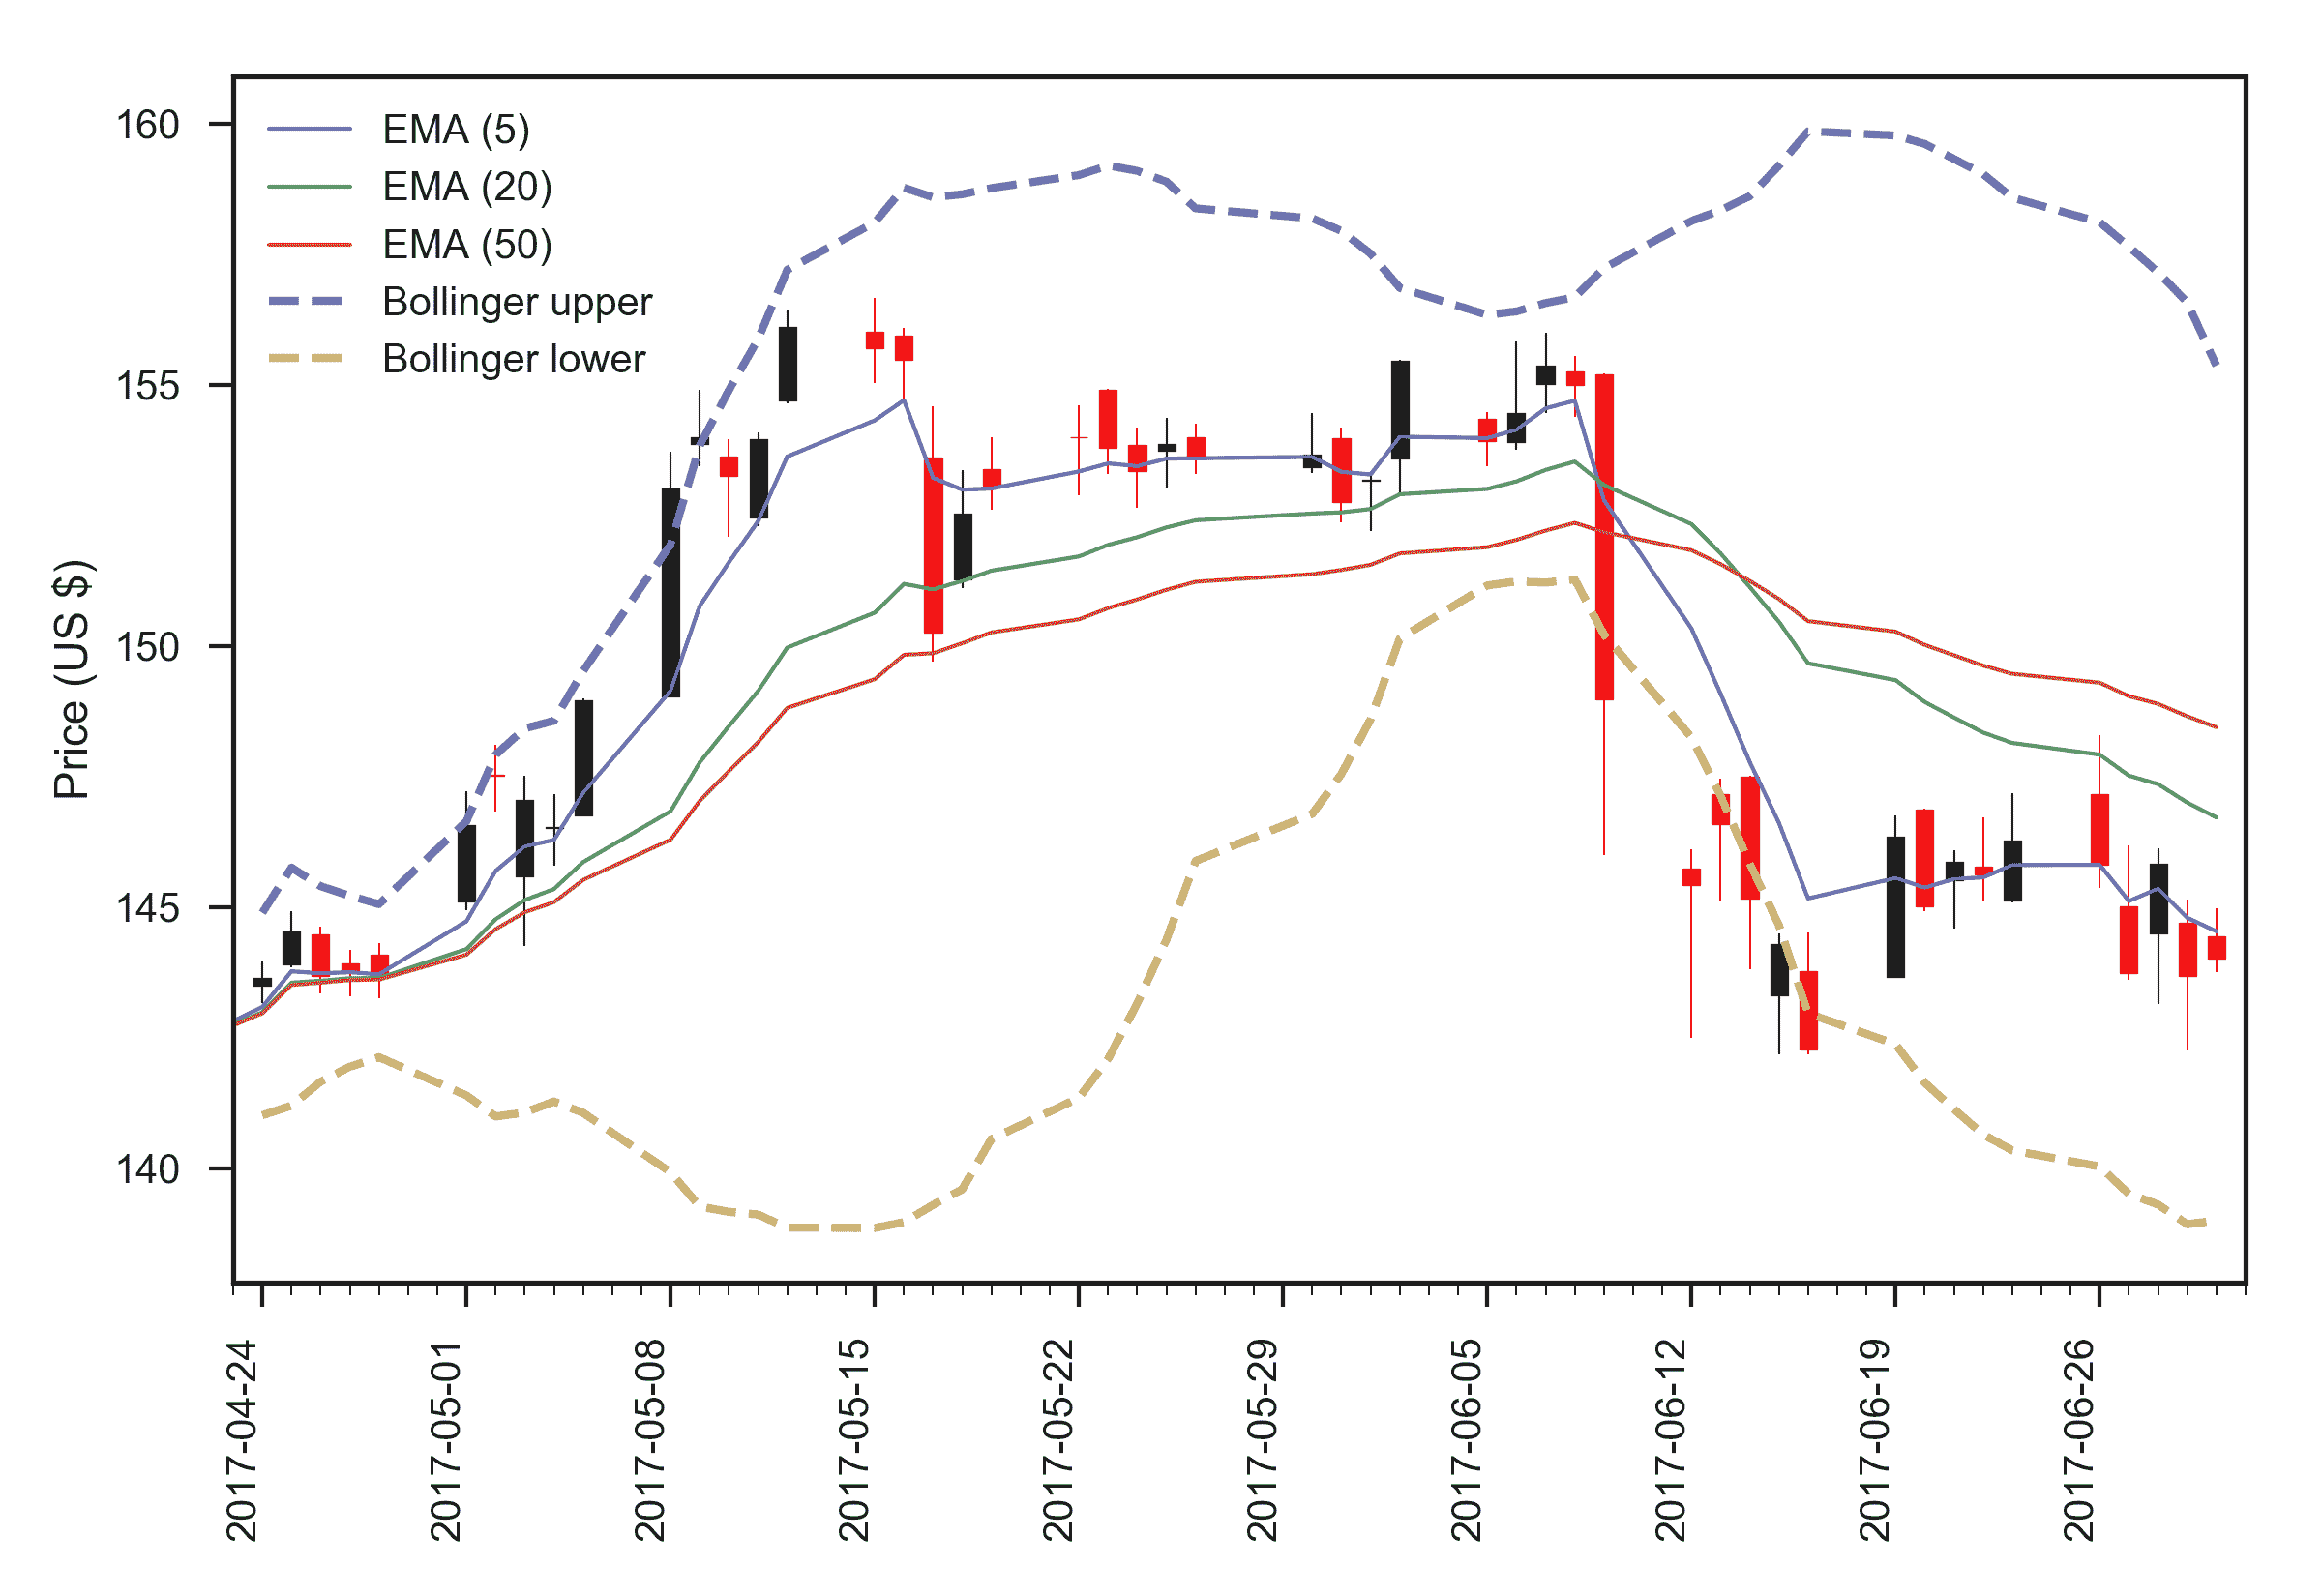 EMA (5)
EMA (20)
EMA (50)
Bollinger upper
Bollinger lower
160
155
150
145
140
Price (US $)
2017-04-24
2017-05-01
2017-05-08
2017-05-15
2017-05-22
2017-05-29
2017-06-05
2017-06-12
2017-06-19
2017-06-26